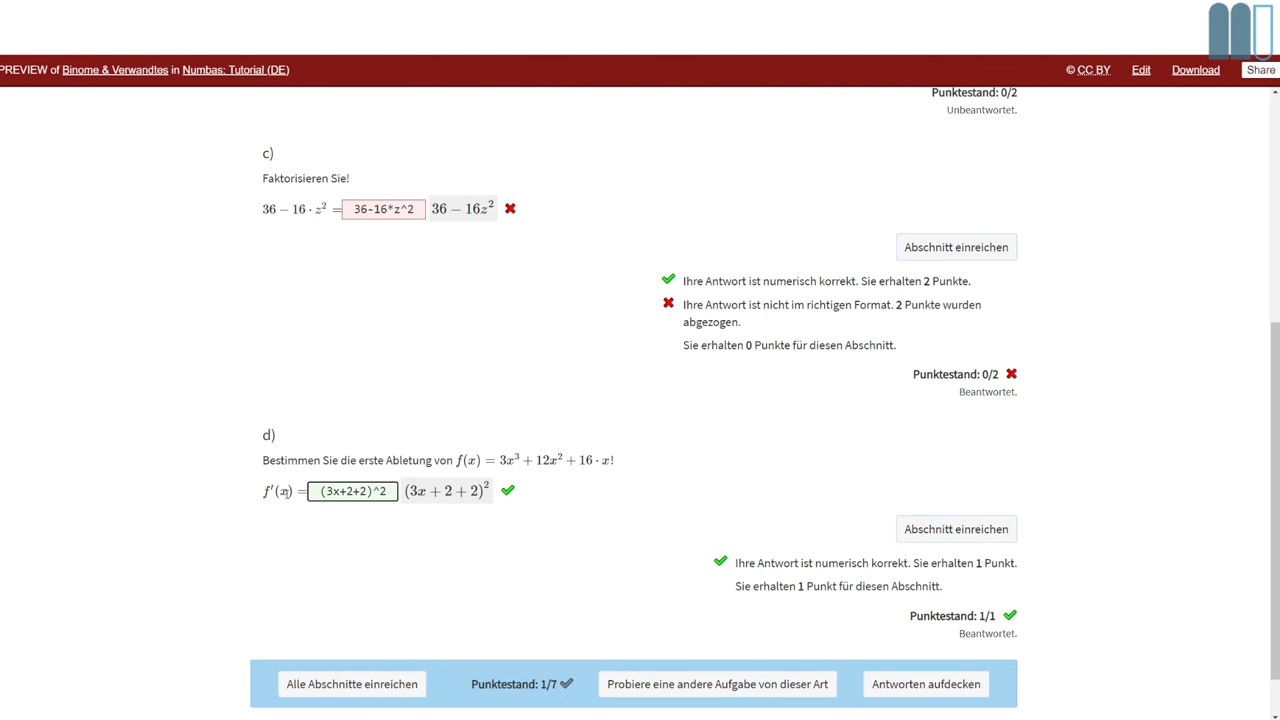 PREVIEW of Binome & Verwandtes in Numbas: Tutorial (DE) © CC BY Edit Download Share
Punktestand: 0/2
Unbeantwortet.
c)
Faktorisieren Sie!
36 − 16 · z² = 36-16*z^2 36 − 16z²
Abschnitt einreichen
Ihre Antwort ist numerisch korrekt. Sie erhalten 2 Punkte.
Ihre Antwort ist nicht im richtigen Format. 2 Punkte wurden
abgezogen.
Sie erhalten 0 Punkte für diesen Abschnitt.
Punktestand: 0/2
Beantwortet.
d)
Bestimmen Sie die erste Abletung von f(x) = 3x³ + 12x² + 16 · x!
f′(x) = (3x+2+2)^2 (3x + 2 + 2)²
Abschnitt einreichen
Ihre Antwort ist numerisch korrekt. Sie erhalten 1 Punkt.
Sie erhalten 1 Punkt für diesen Abschnitt.
Punktestand: 1/1
Beantwortet.
Alle Abschnitte einreichen Punktestand: 1/7 Probiere eine andere Aufgabe von dieser Art Antworten aufdecken